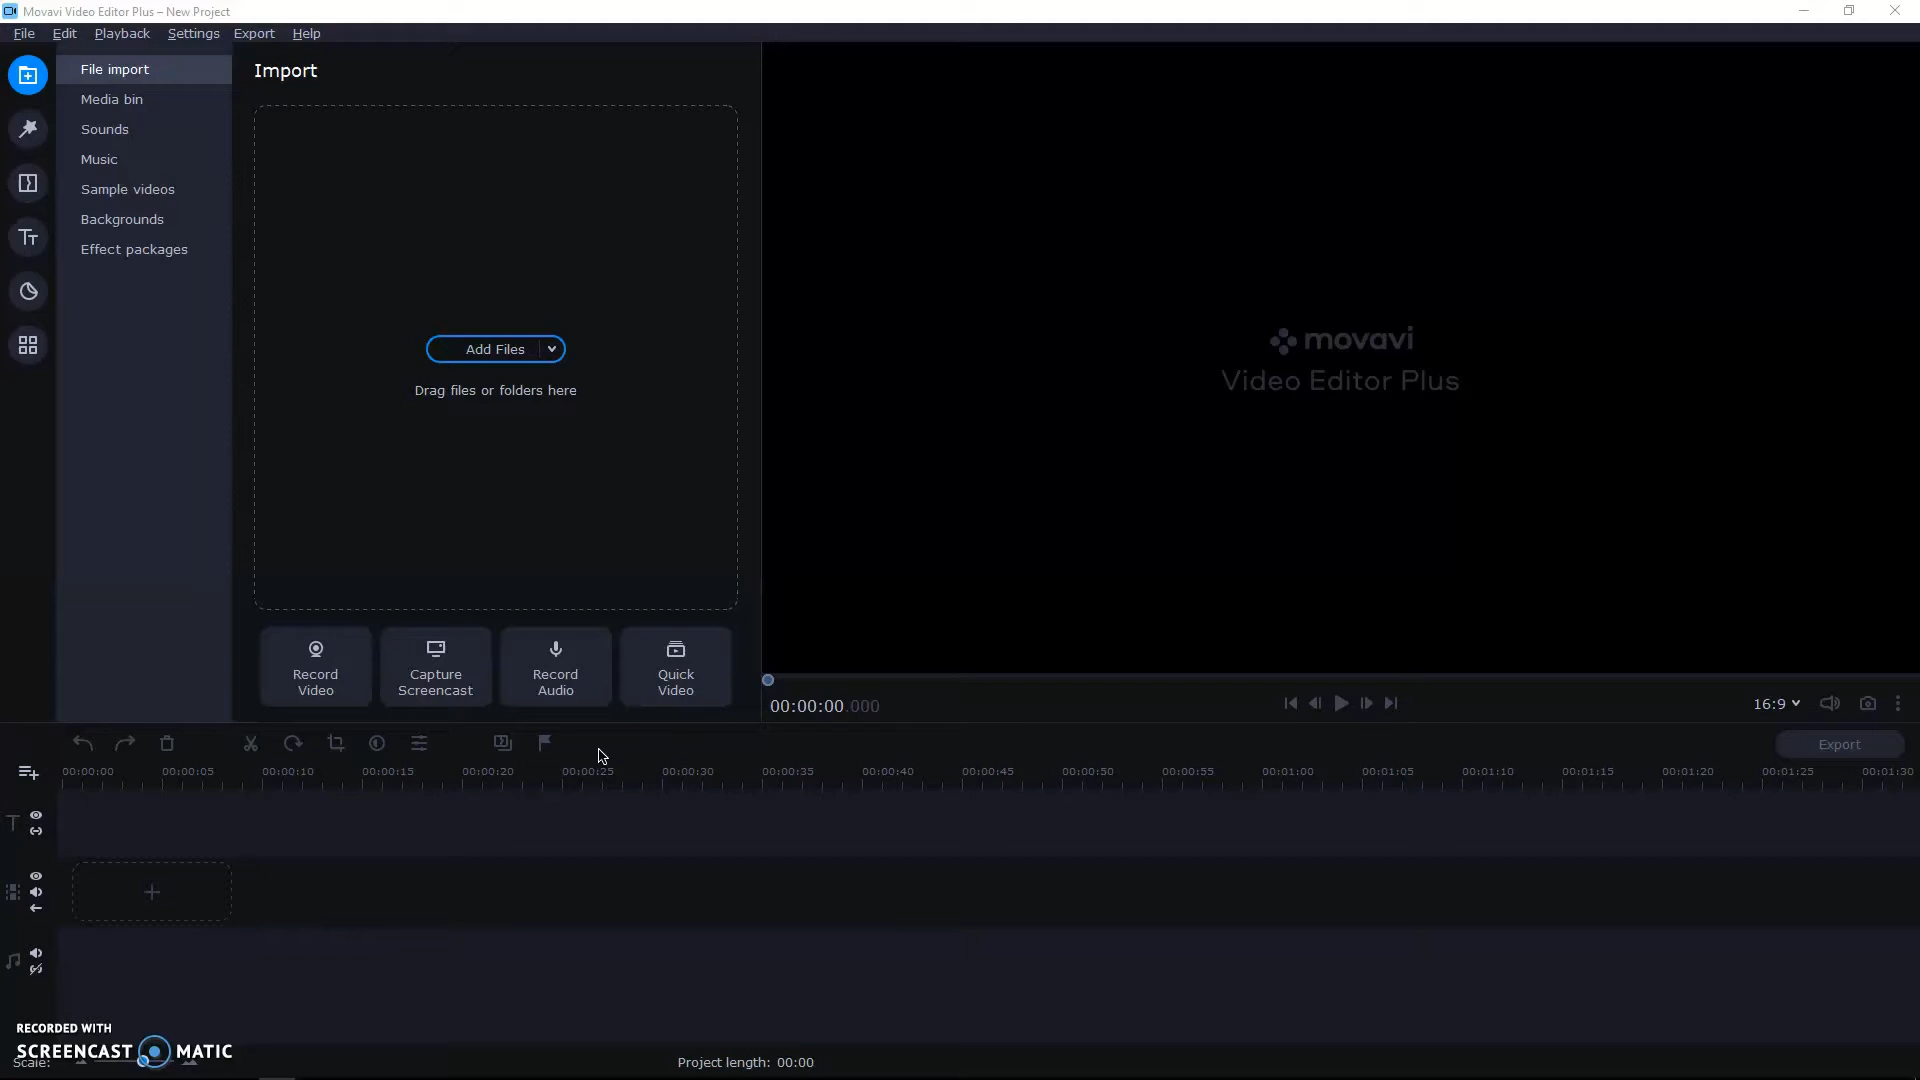 Movavi Video Editor Plus – New Project
File Edit Playback Settings Export Help
File import
Media bin
Sounds
Music
Sample videos
Backgrounds
Effect packages
Import
Add Files
Drag files or folders here
Record
Video
Capture
Screencast
Record
Audio
Quick
Video
movavi
Video Editor Plus
00:00:00.000
16:9
Export
00:00:00 00:00:05 00:00:10 00:00:15 00:00:20 00:00:25 00:00:30 00:00:35 00:00:40 00:00:45 00:00:50 00:00:55 00:01:00 00:01:05 00:01:10 00:01:15 00:01:20 00:01:25 00:01:30
RECORDED WITH
SCREENCAST MATIC
Scale:
Project length: 00:00